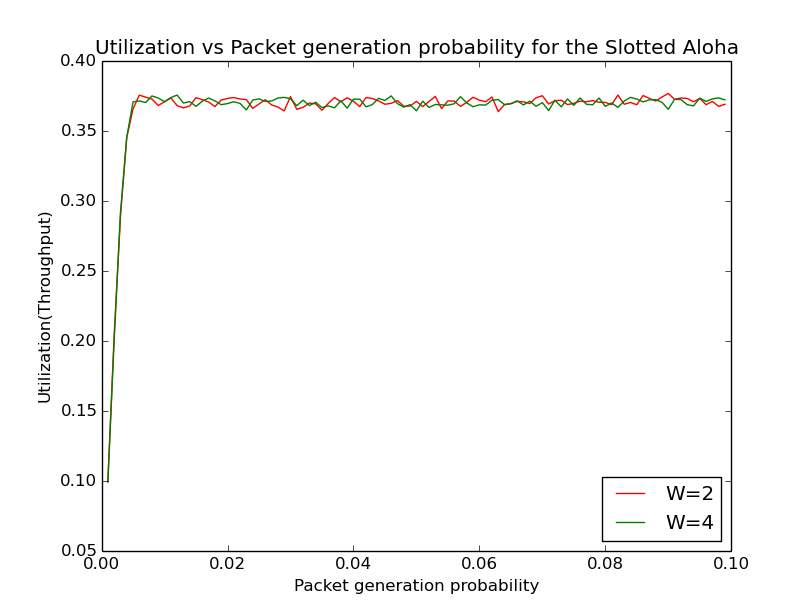 Utilization vs Packet generation probability for the Slotted Aloha
0.40
0.35
0.30
0.25
0.20
0.15
0.10
0.05
Utilization(Throughput)
W=2
W=4
0.00 0.02 0.04 0.06 0.08 0.10
Packet generation probability